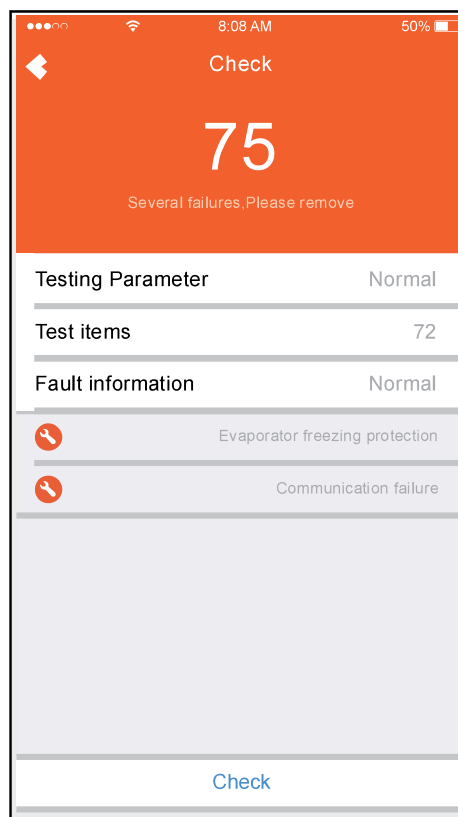 8:08 AM
50%
Check
75
Several failures,Please remove
Testing Parameter Normal
Test items 72
Fault information Normal
Evaporator freezing protection
Communication failure
Check